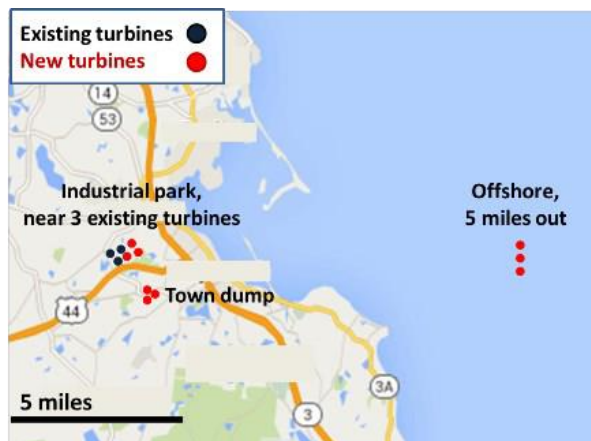 Existing turbines
New turbines
14
53
Industrial park,
near 3 existing turbines
Offshore,
5 miles out
Town dump
44
5 miles
3A
3